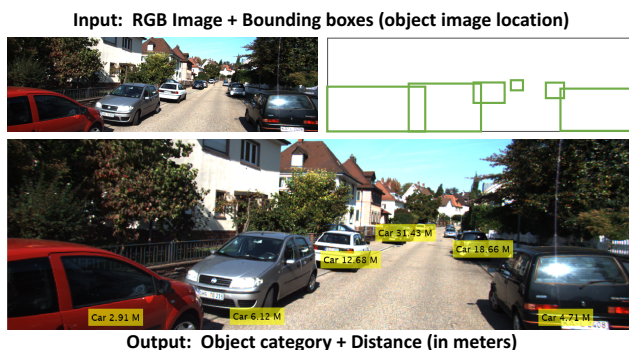 Input: RGB Image + Bounding boxes (object image location)
Car 31.43 M
Car 18.66 M
Car 12.68 M
Car 2.91 M
Car 6.12 M
Car 4.71 M
Output: Object category + Distance (in meters)